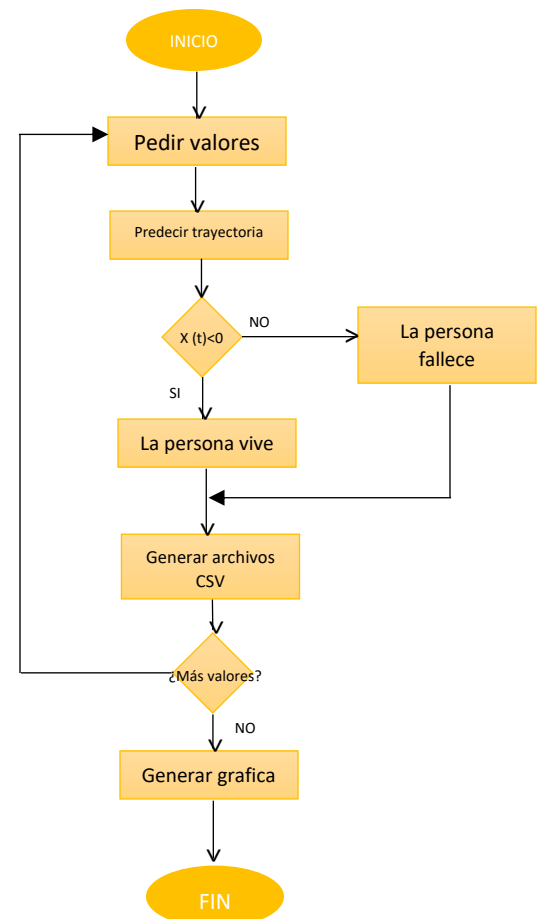 INICIO
Pedir valores
Predecir trayectoria
X (t)<0
NO
La persona
fallece
SI
La persona vive
Generar archivos
CSV
¿Más valores?
NO
Generar grafica
FIN